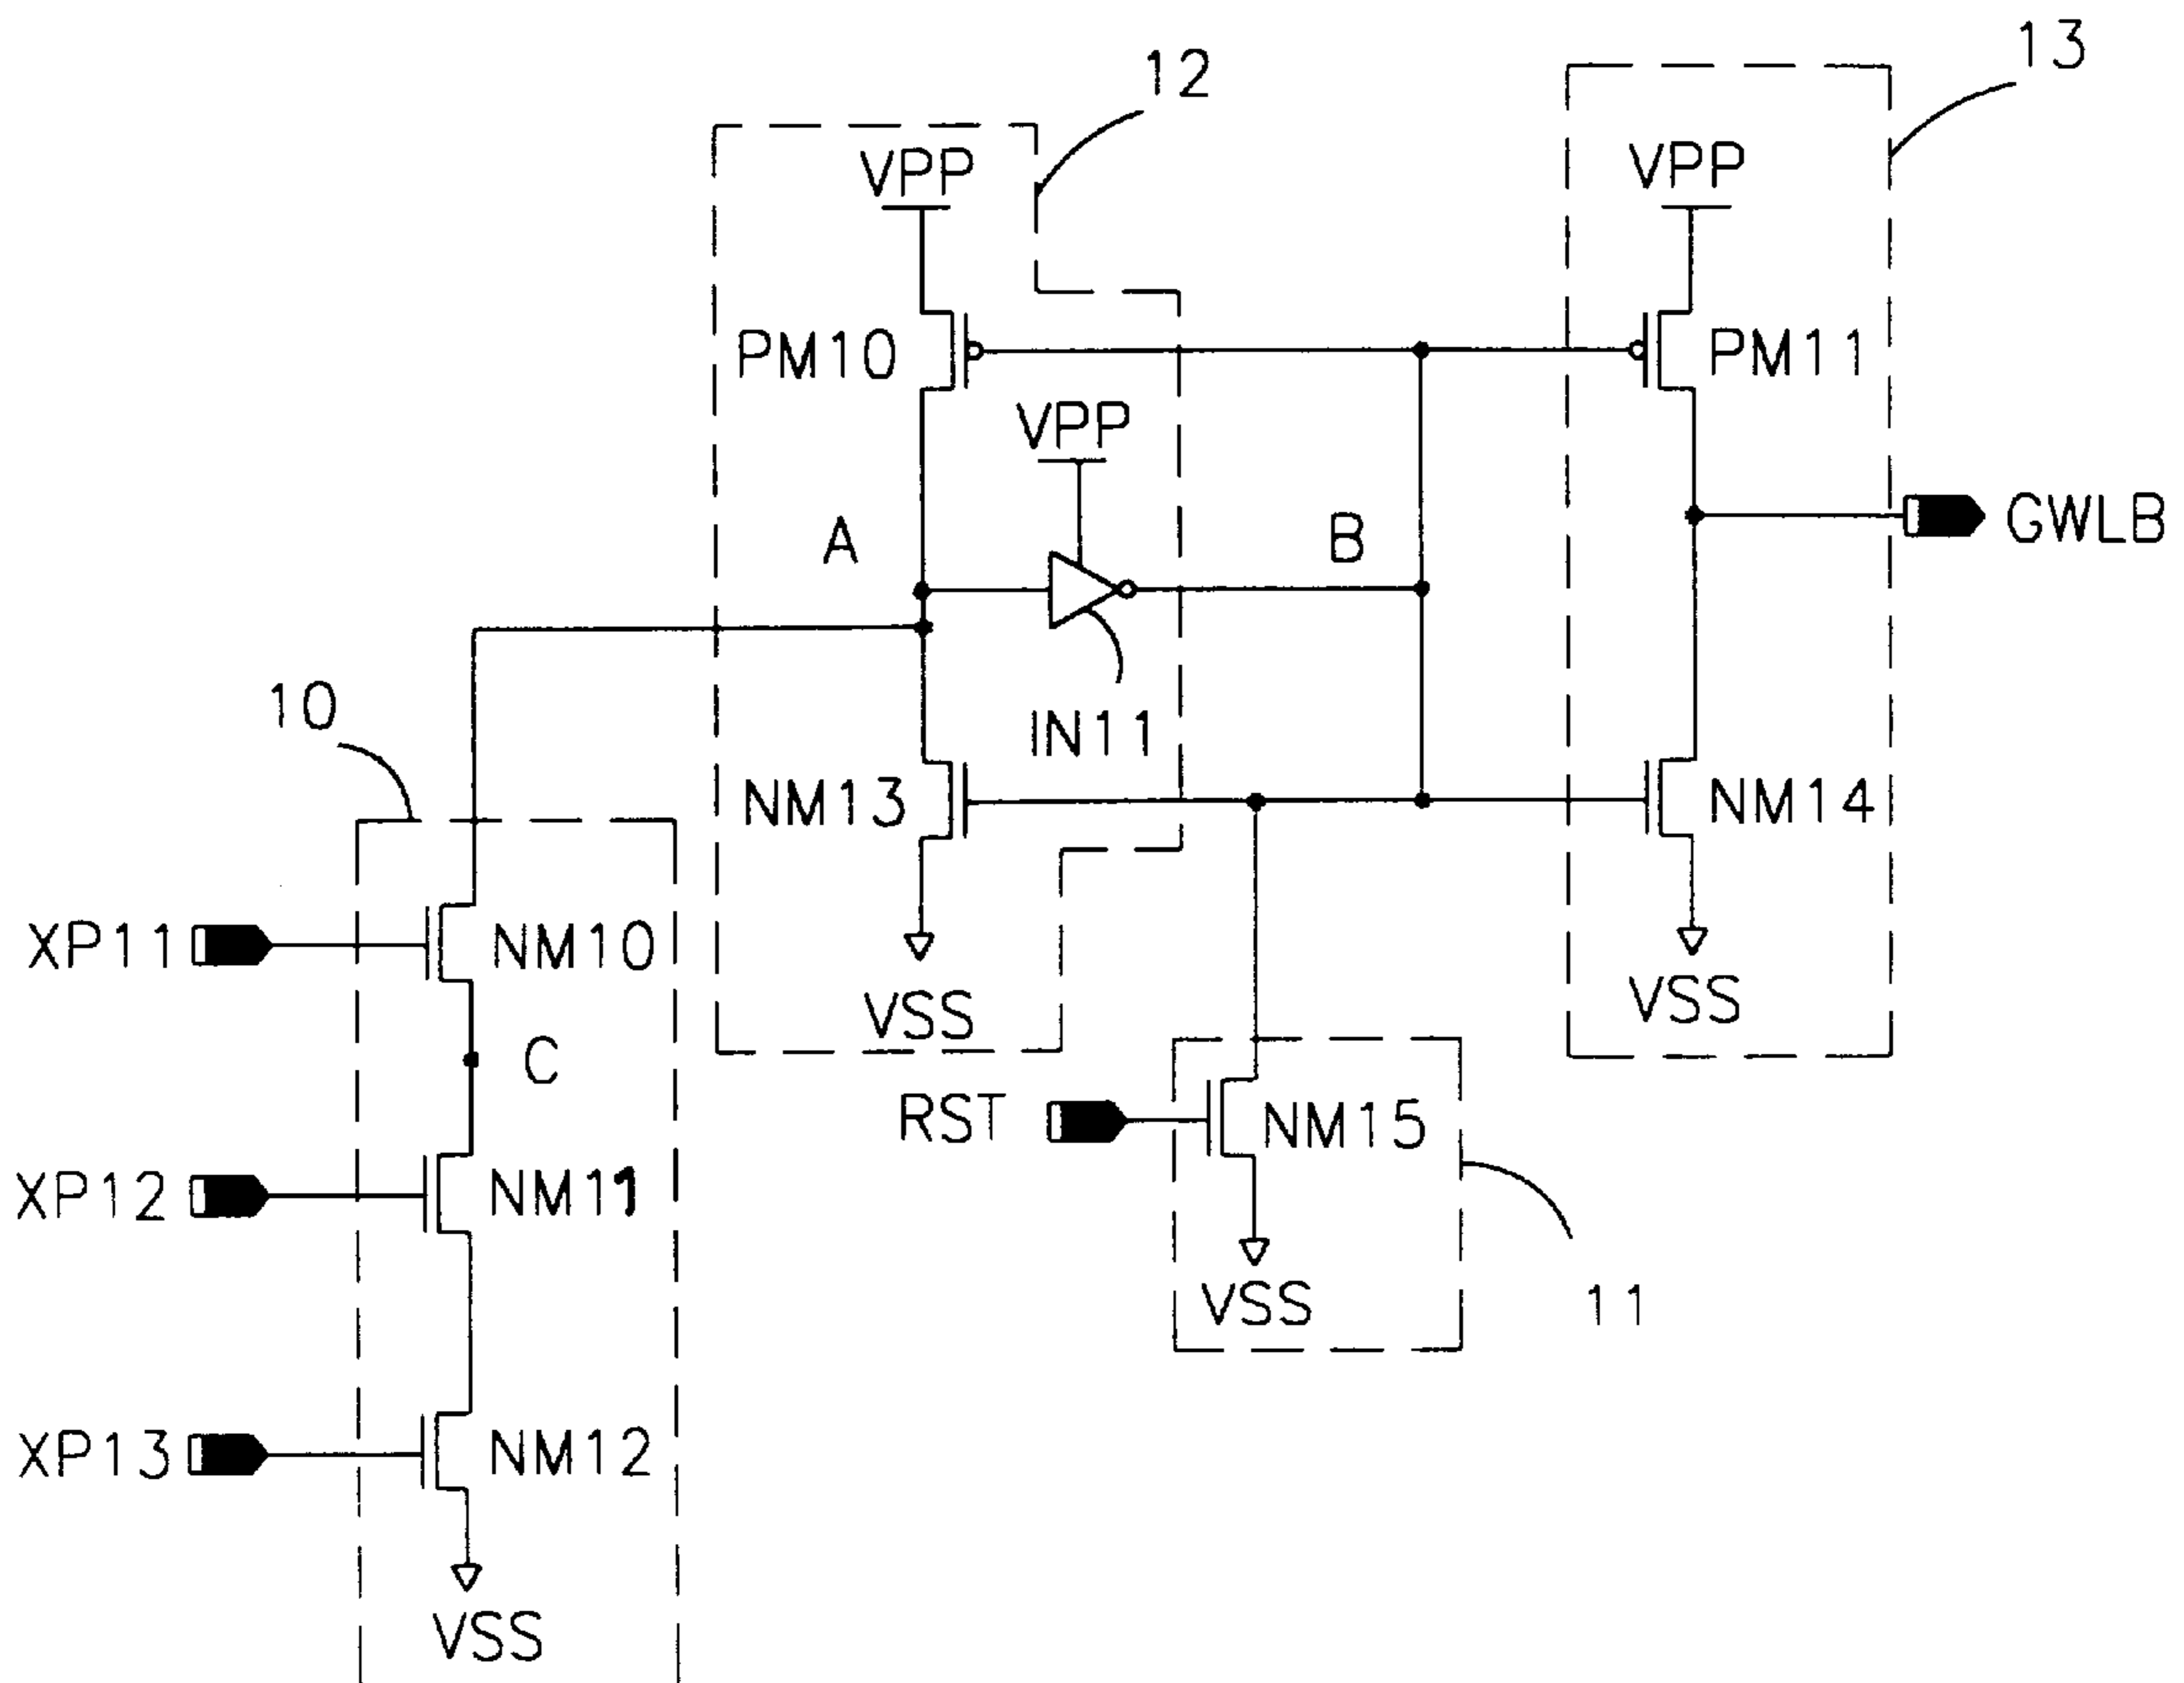 13
12
VPP
VPP
PM10
PM11
VPP
GWLB
A
B
10
IN11
NM13
NM14
XP11
NM10
VSS
VSS
C
RST
NM15
XP12
NM11
VSS
11
XP13
NM12
VSS